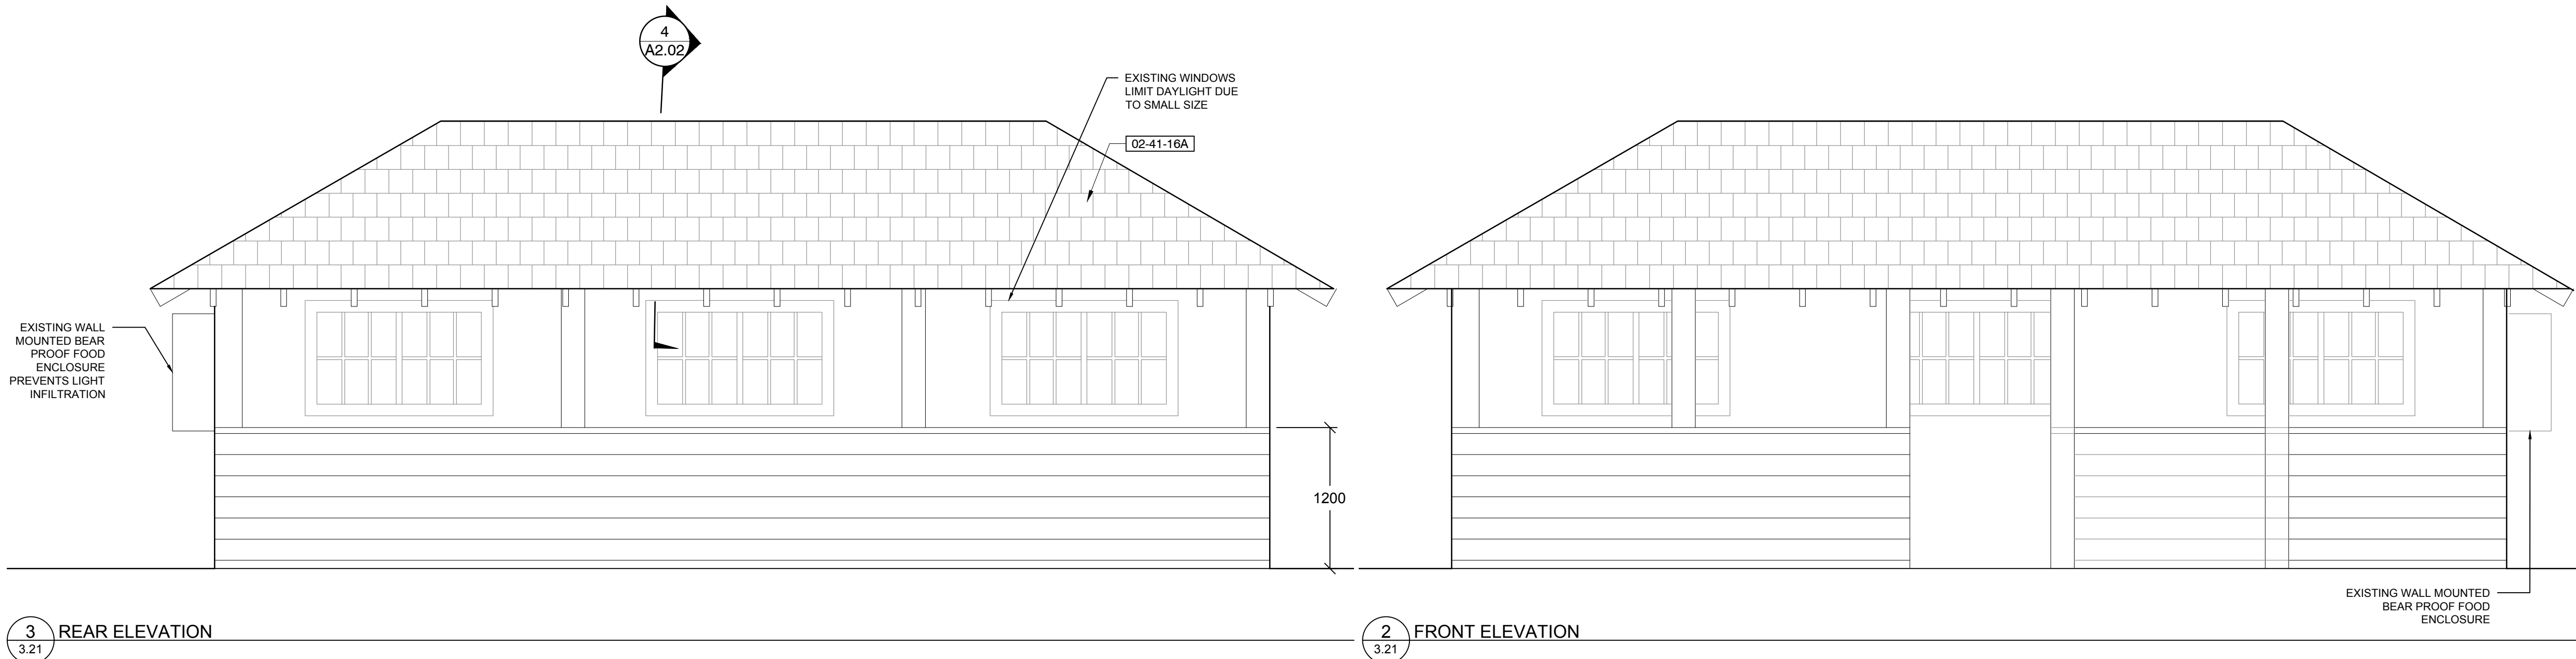 4
A2.02
EXISTING WINDOWS
LIMIT DAYLIGHT DUE
TO SMALL SIZE
02-41-16A
EXISTING WALL
MOUNTED BEAR
PROOF FOOD
ENCLOSURE
PREVENTS LIGHT
INFILTRATION
1200
3
3.21
REAR ELEVATION
EXISTING WALL MOUNTED
BEAR PROOF FOOD
ENCLOSURE
2
3.21
FRONT ELEVATION